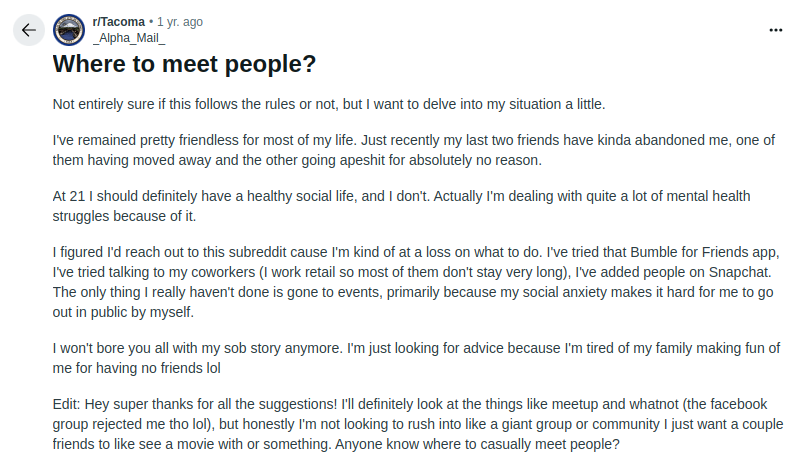 r/Tacoma • 1 yr. ago
_Alpha_Mail_
Where to meet people?
Not entirely sure if this follows the rules or not, but I want to delve into my situation a little.
I've remained pretty friendless for most of my life. Just recently my last two friends have kinda abandoned me, one of
them having moved away and the other going apeshit for absolutely no reason.
At 21 I should definitely have a healthy social life, and I don't. Actually I'm dealing with quite a lot of mental health
struggles because of it.
I figured I'd reach out to this subreddit cause I'm kind of at a loss on what to do. I've tried that Bumble for Friends app,
I've tried talking to my coworkers (I work retail so most of them don't stay very long), I've added people on Snapchat.
The only thing I really haven't done is gone to events, primarily because my social anxiety makes it hard for me to go
out in public by myself.
I won't bore you all with my sob story anymore. I'm just looking for advice because I'm tired of my family making fun of
me for having no friends lol
Edit: Hey super thanks for all the suggestions! I'll definitely look at the things like meetup and whatnot (the facebook
group rejected me tho lol), but honestly I'm not looking to rush into like a giant group or community I just want a couple
friends to like see a movie with or something. Anyone know where to casually meet people?